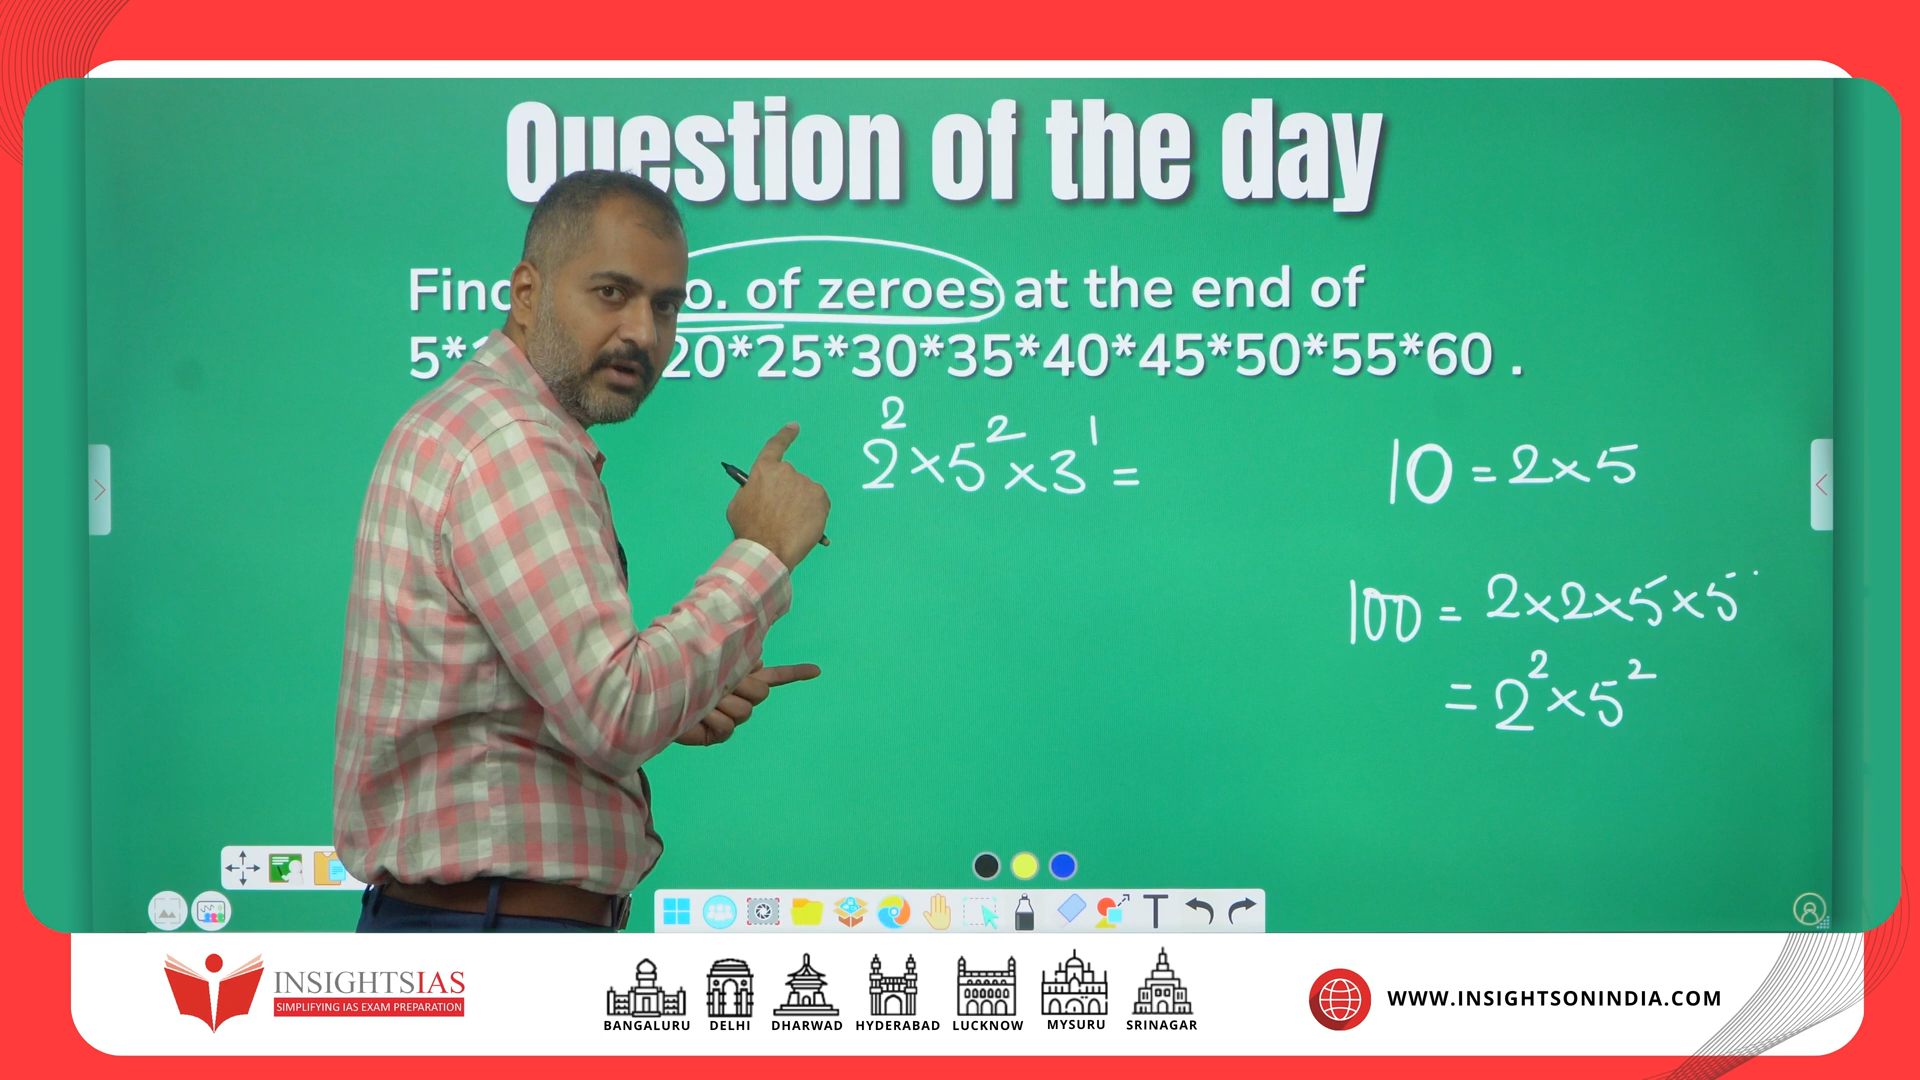 Question of the day
Find o. of zeroes at the end of
5* 20*25*30*35*40*45*50*55*60 .
2² × 5² × 3¹ =
10 = 2 × 5
100 = 2 × 2 × 5 × 5
= 2² × 5²
T
INSIGHTSIAS
SIMPLIFYING IAS EXAM PREPARATION
BANGALURU DELHI DHARWAD HYDERABAD LUCKNOW MYSURU SRINAGAR
WWW.INSIGHTSONINDIA.COM